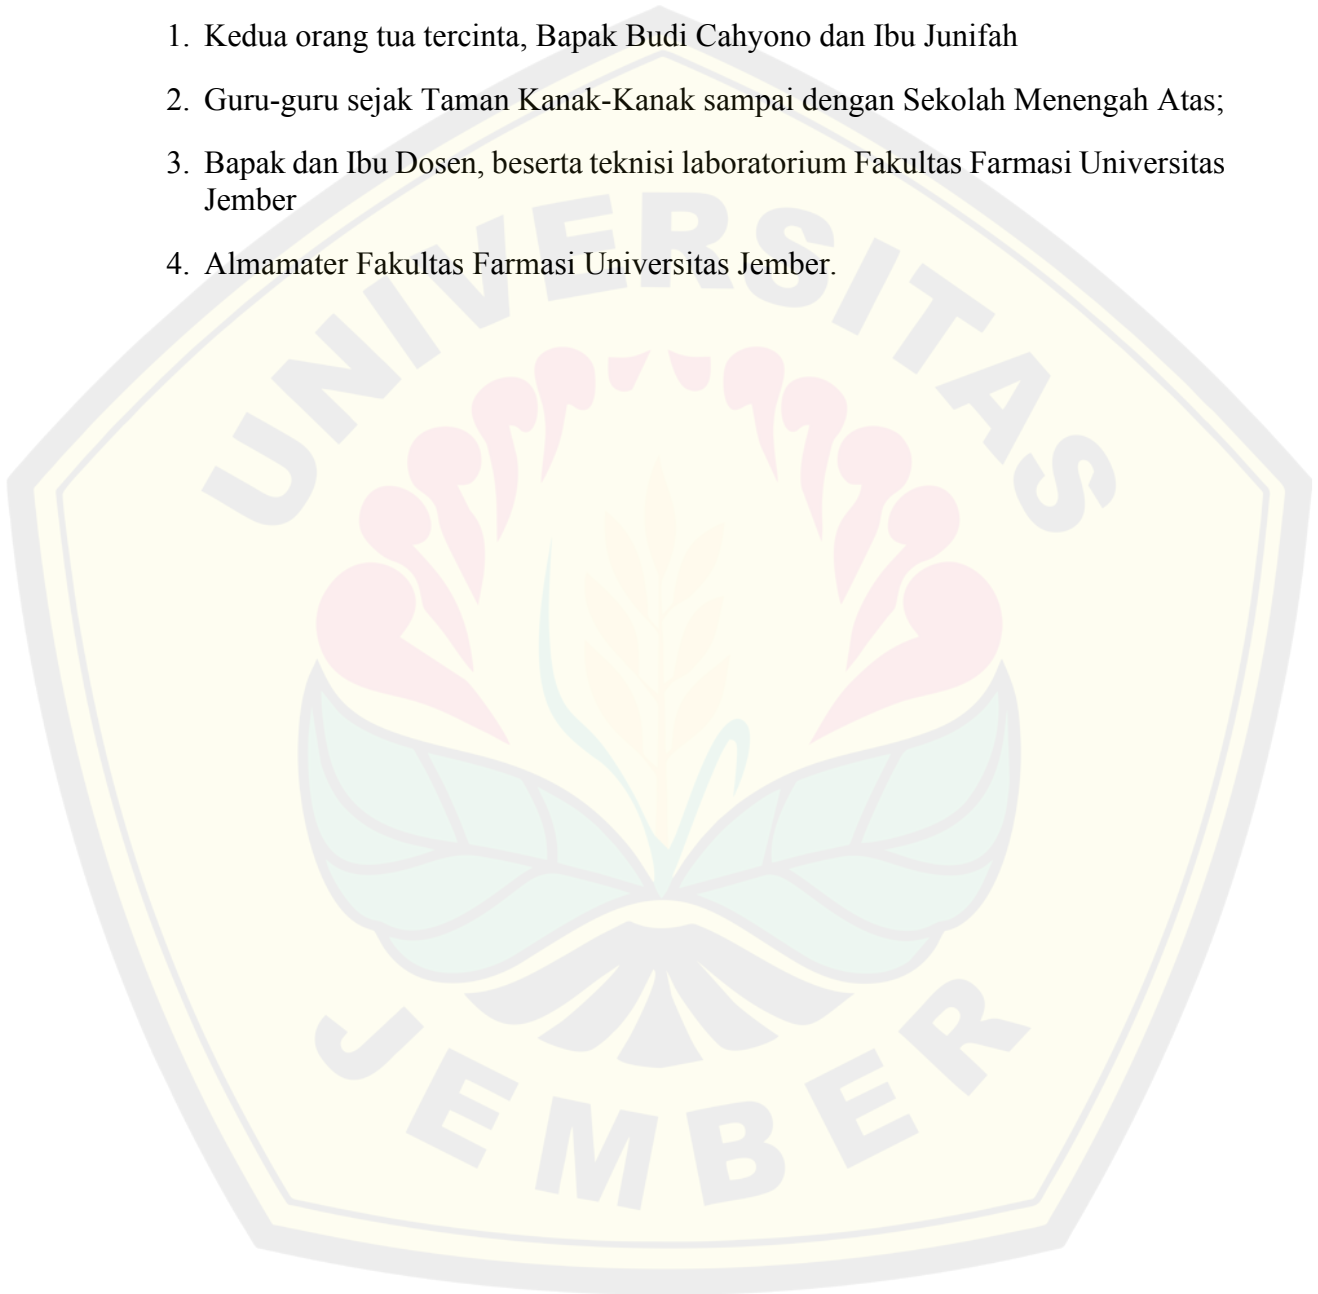 1. Kedua orang tua tercinta, Bapak Budi Cahyono dan Ibu Junifah
2. Guru-guru sejak Taman Kanak-Kanak sampai dengan Sekolah Menengah Atas;
3. Bapak dan Ibu Dosen, beserta teknisi laboratorium Fakultas Farmasi Universitas
Jember
4. Almamater Fakultas Farmasi Universitas Jember.
UNIVERSITAS
JEMBER